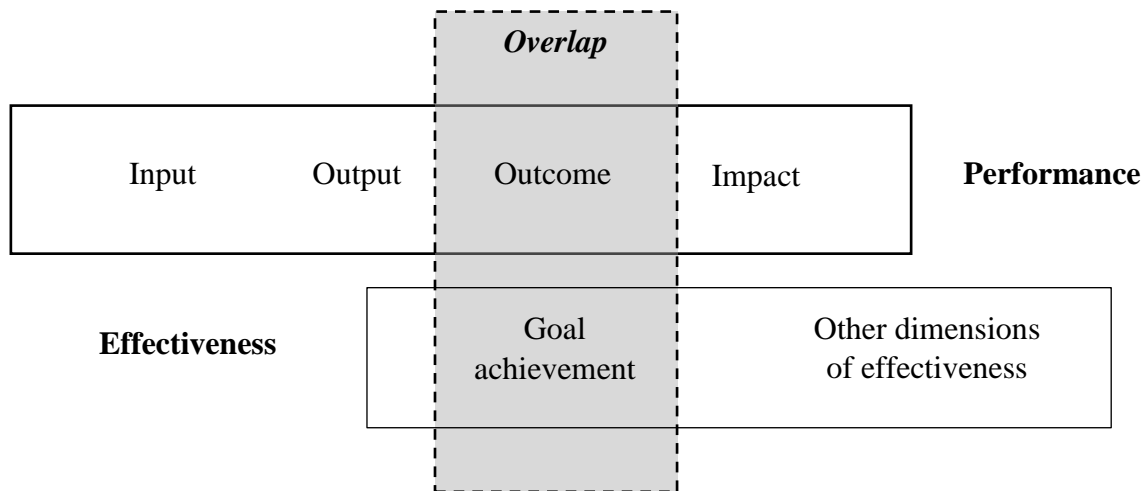 Overlap
Input Output Outcome Impact Performance
Effectiveness
Goal
achievement
Other dimensions
of effectiveness